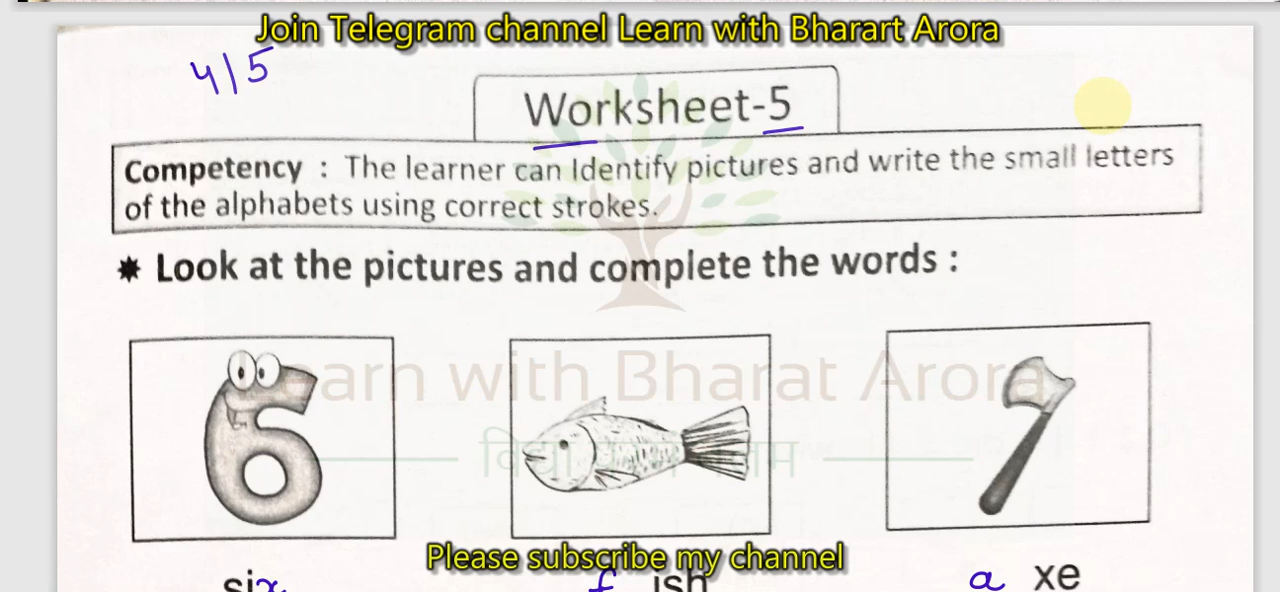 Join Telegram channel Learn with Bharart Arora
4/5
Worksheet-5
Competency : The learner can Identify pictures and write the small letters
of the alphabets using correct strokes.
✷ Look at the pictures and complete the words :
6
Learn with Bharat Arora
Please subscribe my channel
six f ish a xe